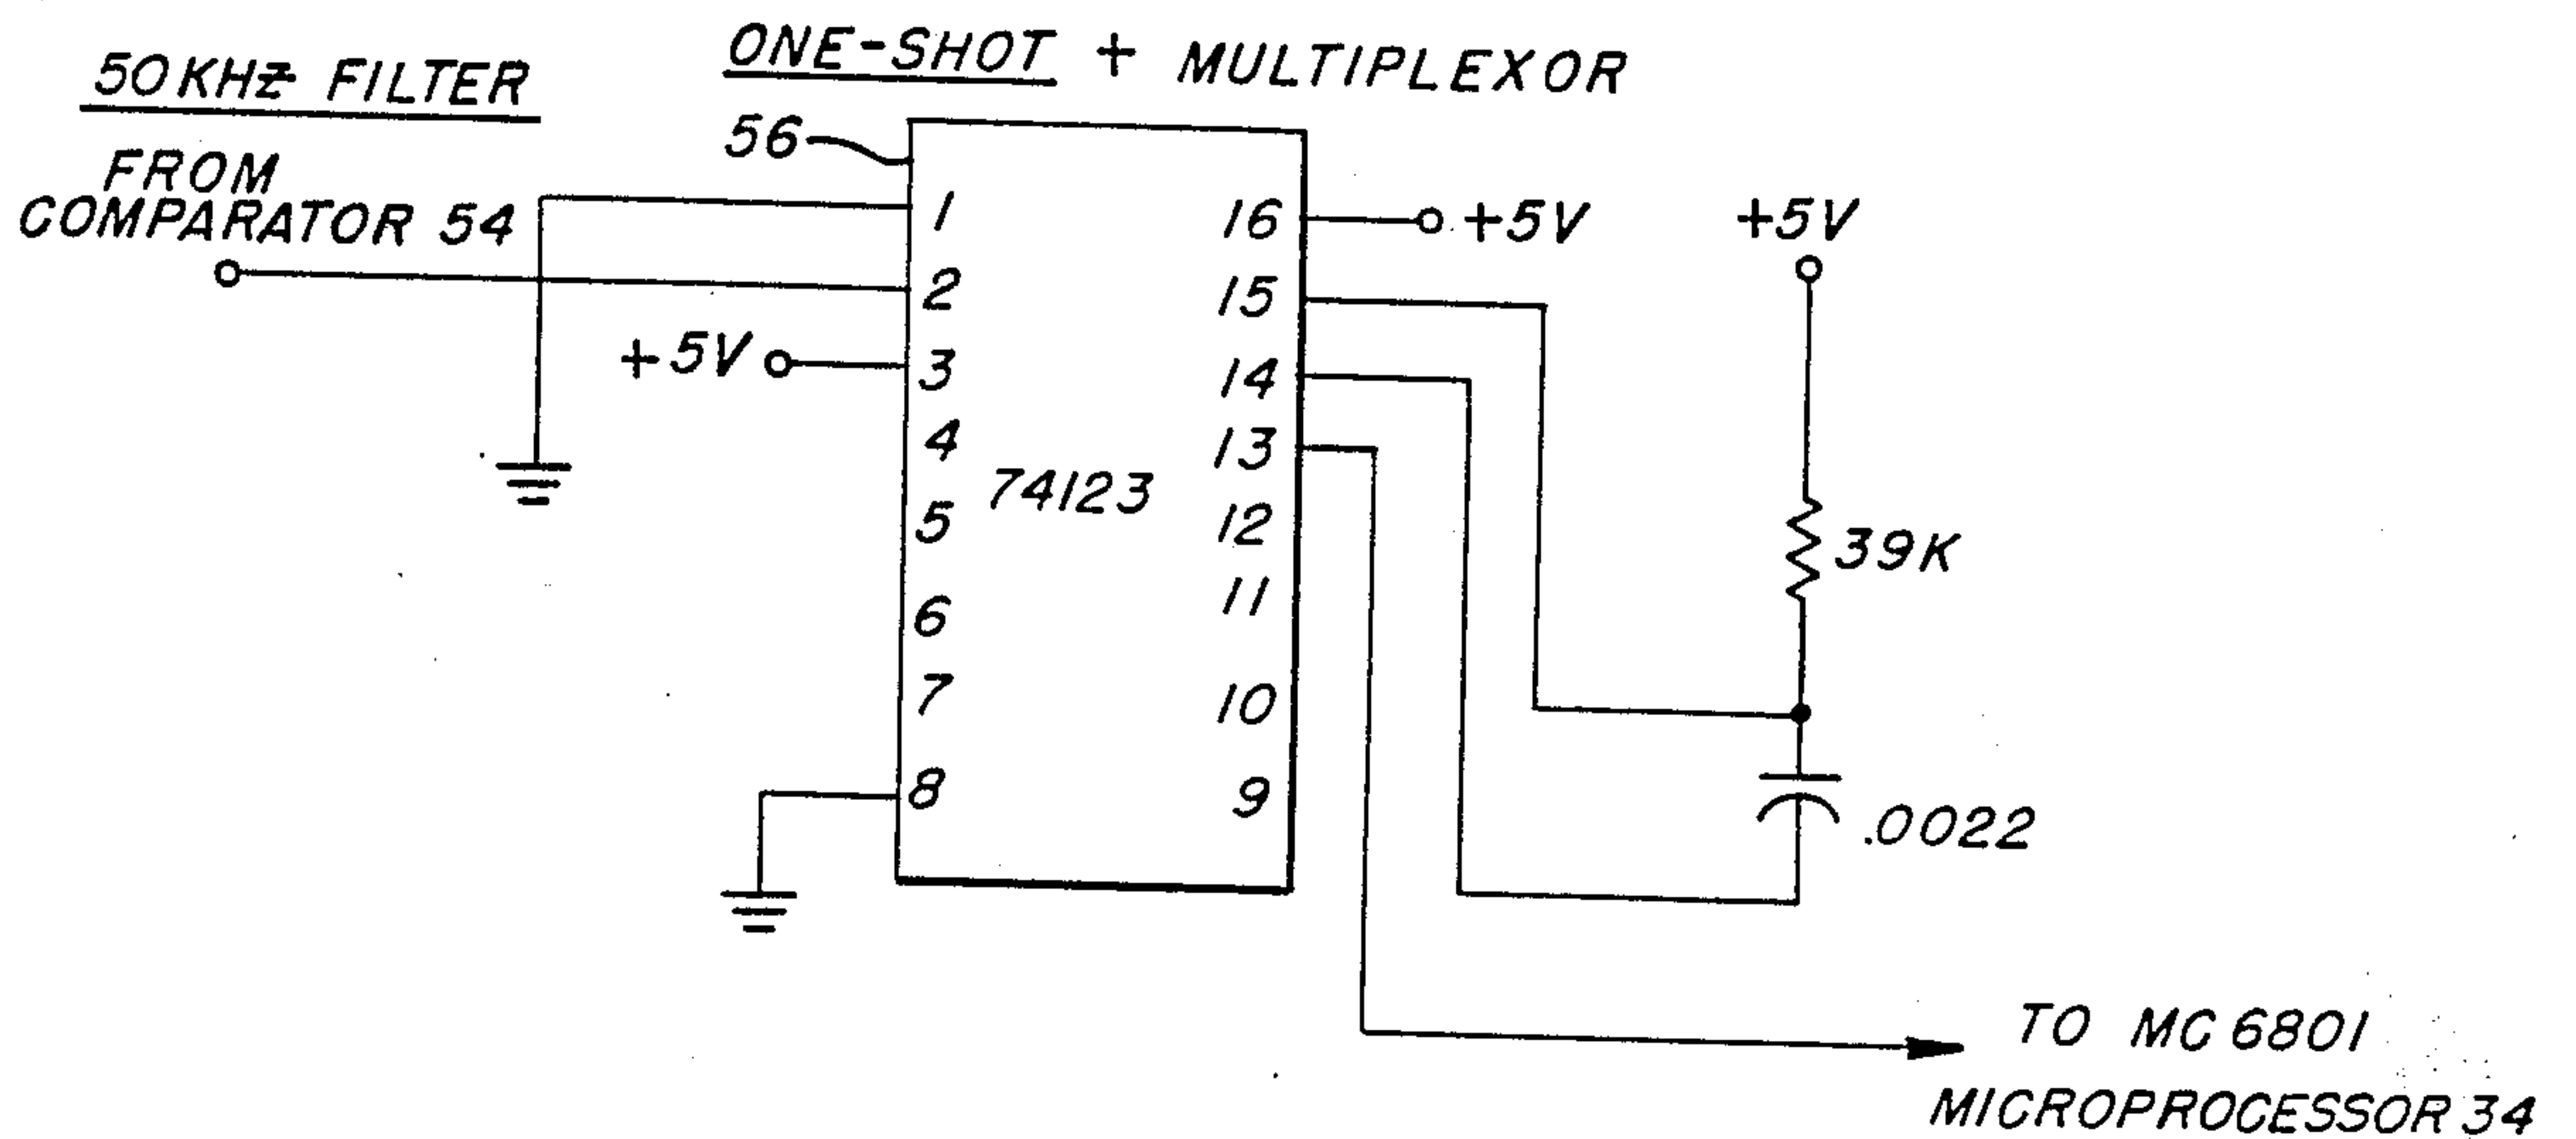 50KHz FILTER
ONE-SHOT + MULTIPLEXOR
FROM
COMPARATOR 54
56
1
2
+5V
3
4
5
6
7
8
74123
16
+5V
15
14
13
12
11
10
9
+5V
39K
.0022
TO MC6801
MICROPROCESSOR 34